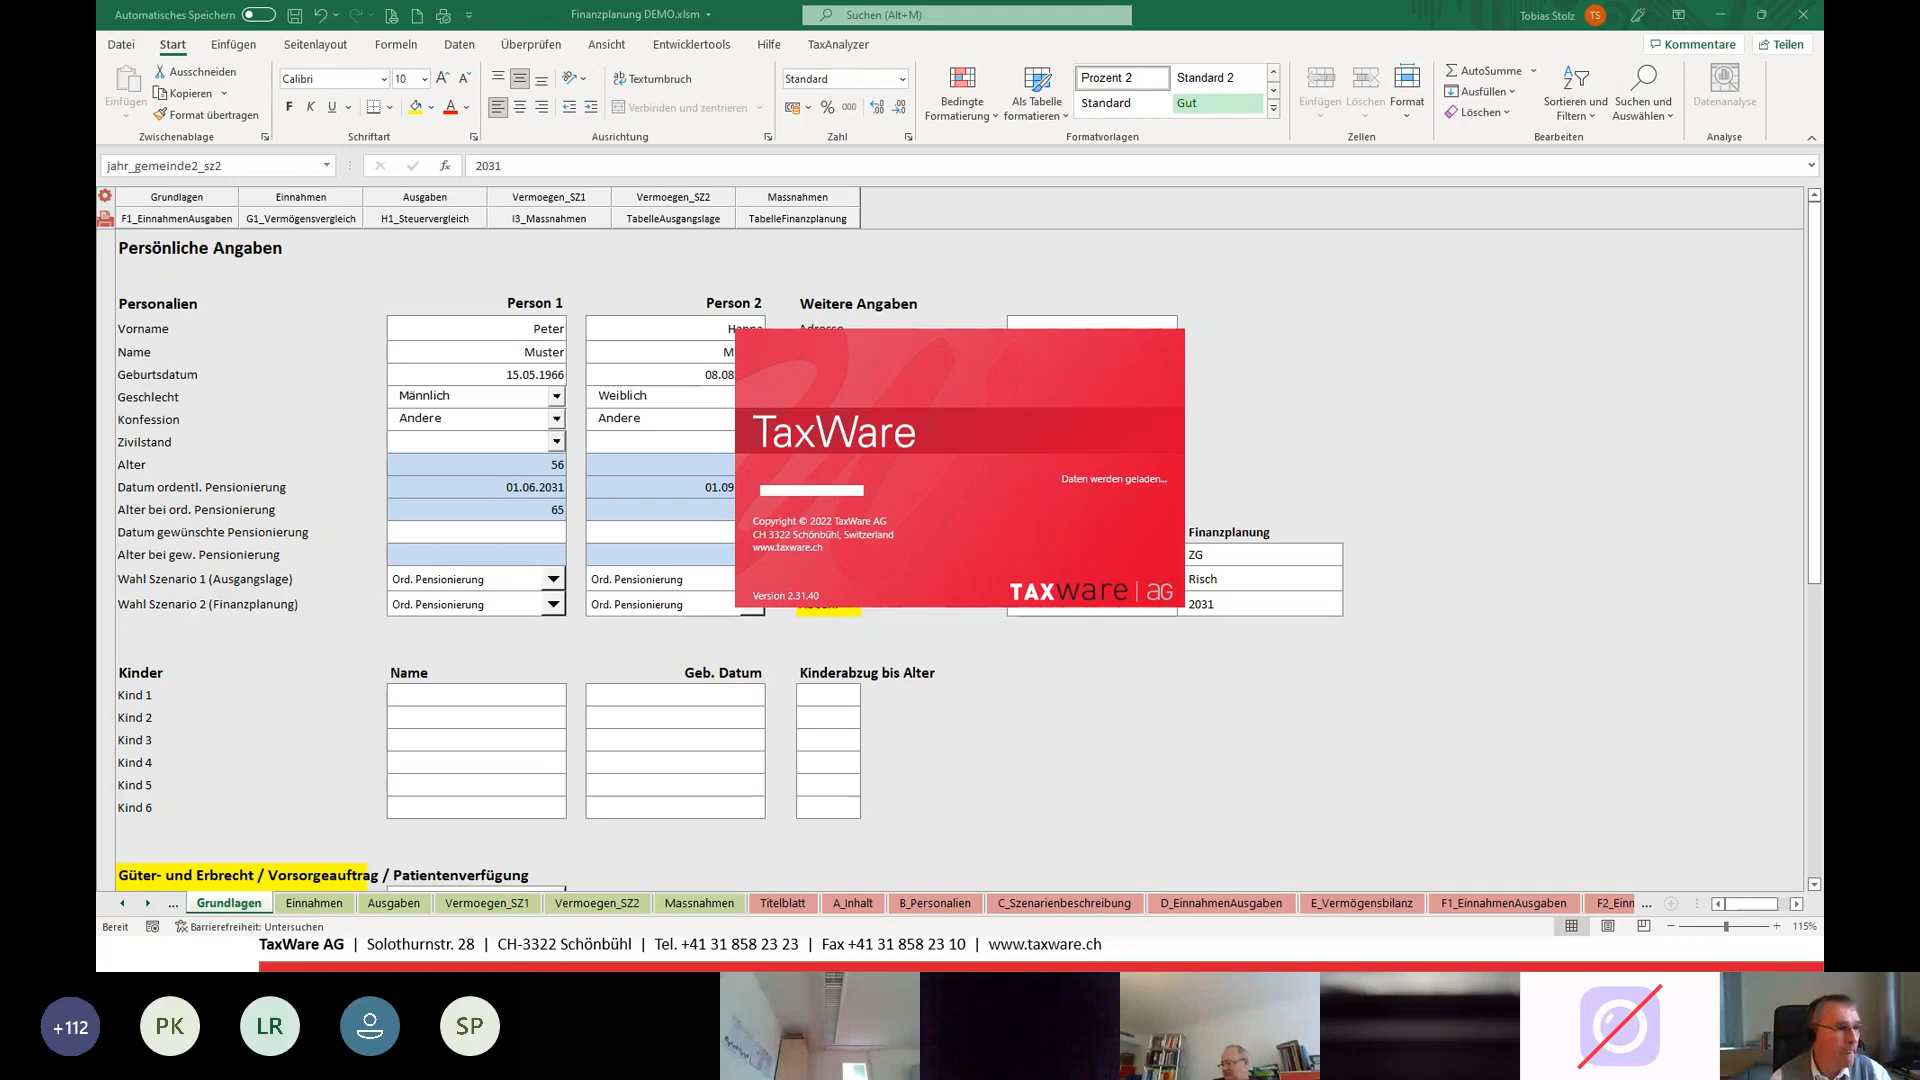 Automatisches Speichern
Finanzplanung DEMO.xlsm
Suchen (Alt+M)
Tobias Stolz
TS
Datei Start Einfügen Seitenlayout Formeln Daten Überprüfen Ansicht Entwicklertools Hilfe TaxAnalyzer
Kommentare
Teilen
Einfügen
Ausschneiden
Kopieren
Format übertragen
Zwischenablage
Calibri 10
F K U
Schriftart
Textumbruch
Verbinden und zentrieren
Ausrichtung
Standard
% 000
Zahl
Bedingte Formatierung
Als Tabelle formatieren
Prozent 2 Standard 2
Standard Gut
Formatvorlagen
Einfügen Löschen Format
Zellen
AutoSumme
Ausfüllen
Löschen
Sortieren und Filtern
Suchen und Auswählen
Bearbeiten
Datenanalyse
Analyse
jahr_gemeinde2_sz2
fx 2031
Grundlagen Einnahmen Ausgaben Vermoegen_SZ1 Vermoegen_SZ2 Massnahmen
F1_EinnahmenAusgaben G1_Vermögensvergleich H1_Steuervergleich I3_Massnahmen TabelleAusgangslage TabelleFinanzplanung
Persönliche Angaben
Personalien Person 1 Person 2 Weitere Angaben
Vorname Peter
Name Muster M
Geburtsdatum 15.05.1966 08.08
Geschlecht Männlich Weiblich
Konfession Andere Andere
Zivilstand
Alter 56
Datum ordentl. Pensionierung 01.06.2031 01.09
Alter bei ord. Pensionierung 65
Datum gewünschte Pensionierung Finanzplanung
Alter bei gew. Pensionierung ZG
Wahl Szenario 1 (Ausgangslage) Ord. Pensionierung Ord. Pensionierung Risch
Wahl Szenario 2 (Finanzplanung) Ord. Pensionierung Ord. Pensionierung 2031
TaxWare
Daten werden geladen...
Copyright © 2022 TaxWare AG
CH 3322 Schönbühl, Switzerland
www.taxware.ch
Version 2.31.40
TAXware | AG
Kinder Name Geb. Datum Kinderabzug bis Alter
Kind 1
Kind 2
Kind 3
Kind 4
Kind 5
Kind 6
Güter- und Erbrecht / Vorsorgeauftrag / Patientenverfügung
... Grundlagen Einnahmen Ausgaben Vermoegen_SZ1 Vermoegen_SZ2 Massnahmen Titelblatt A_Inhalt B_Personalien C_Szenarienbeschreibung D_EinnahmenAusgaben E_Vermögensbilanz F1_EinnahmenAusgaben F2_Einn ...
Bereit Barrierefreiheit: Untersuchen 115%
TaxWare AG | Solothurnstr. 28 | CH-3322 Schönbühl | Tel. +41 31 858 23 23 | Fax +41 31 858 23 10 | www.taxware.ch
+112 PK LR SP